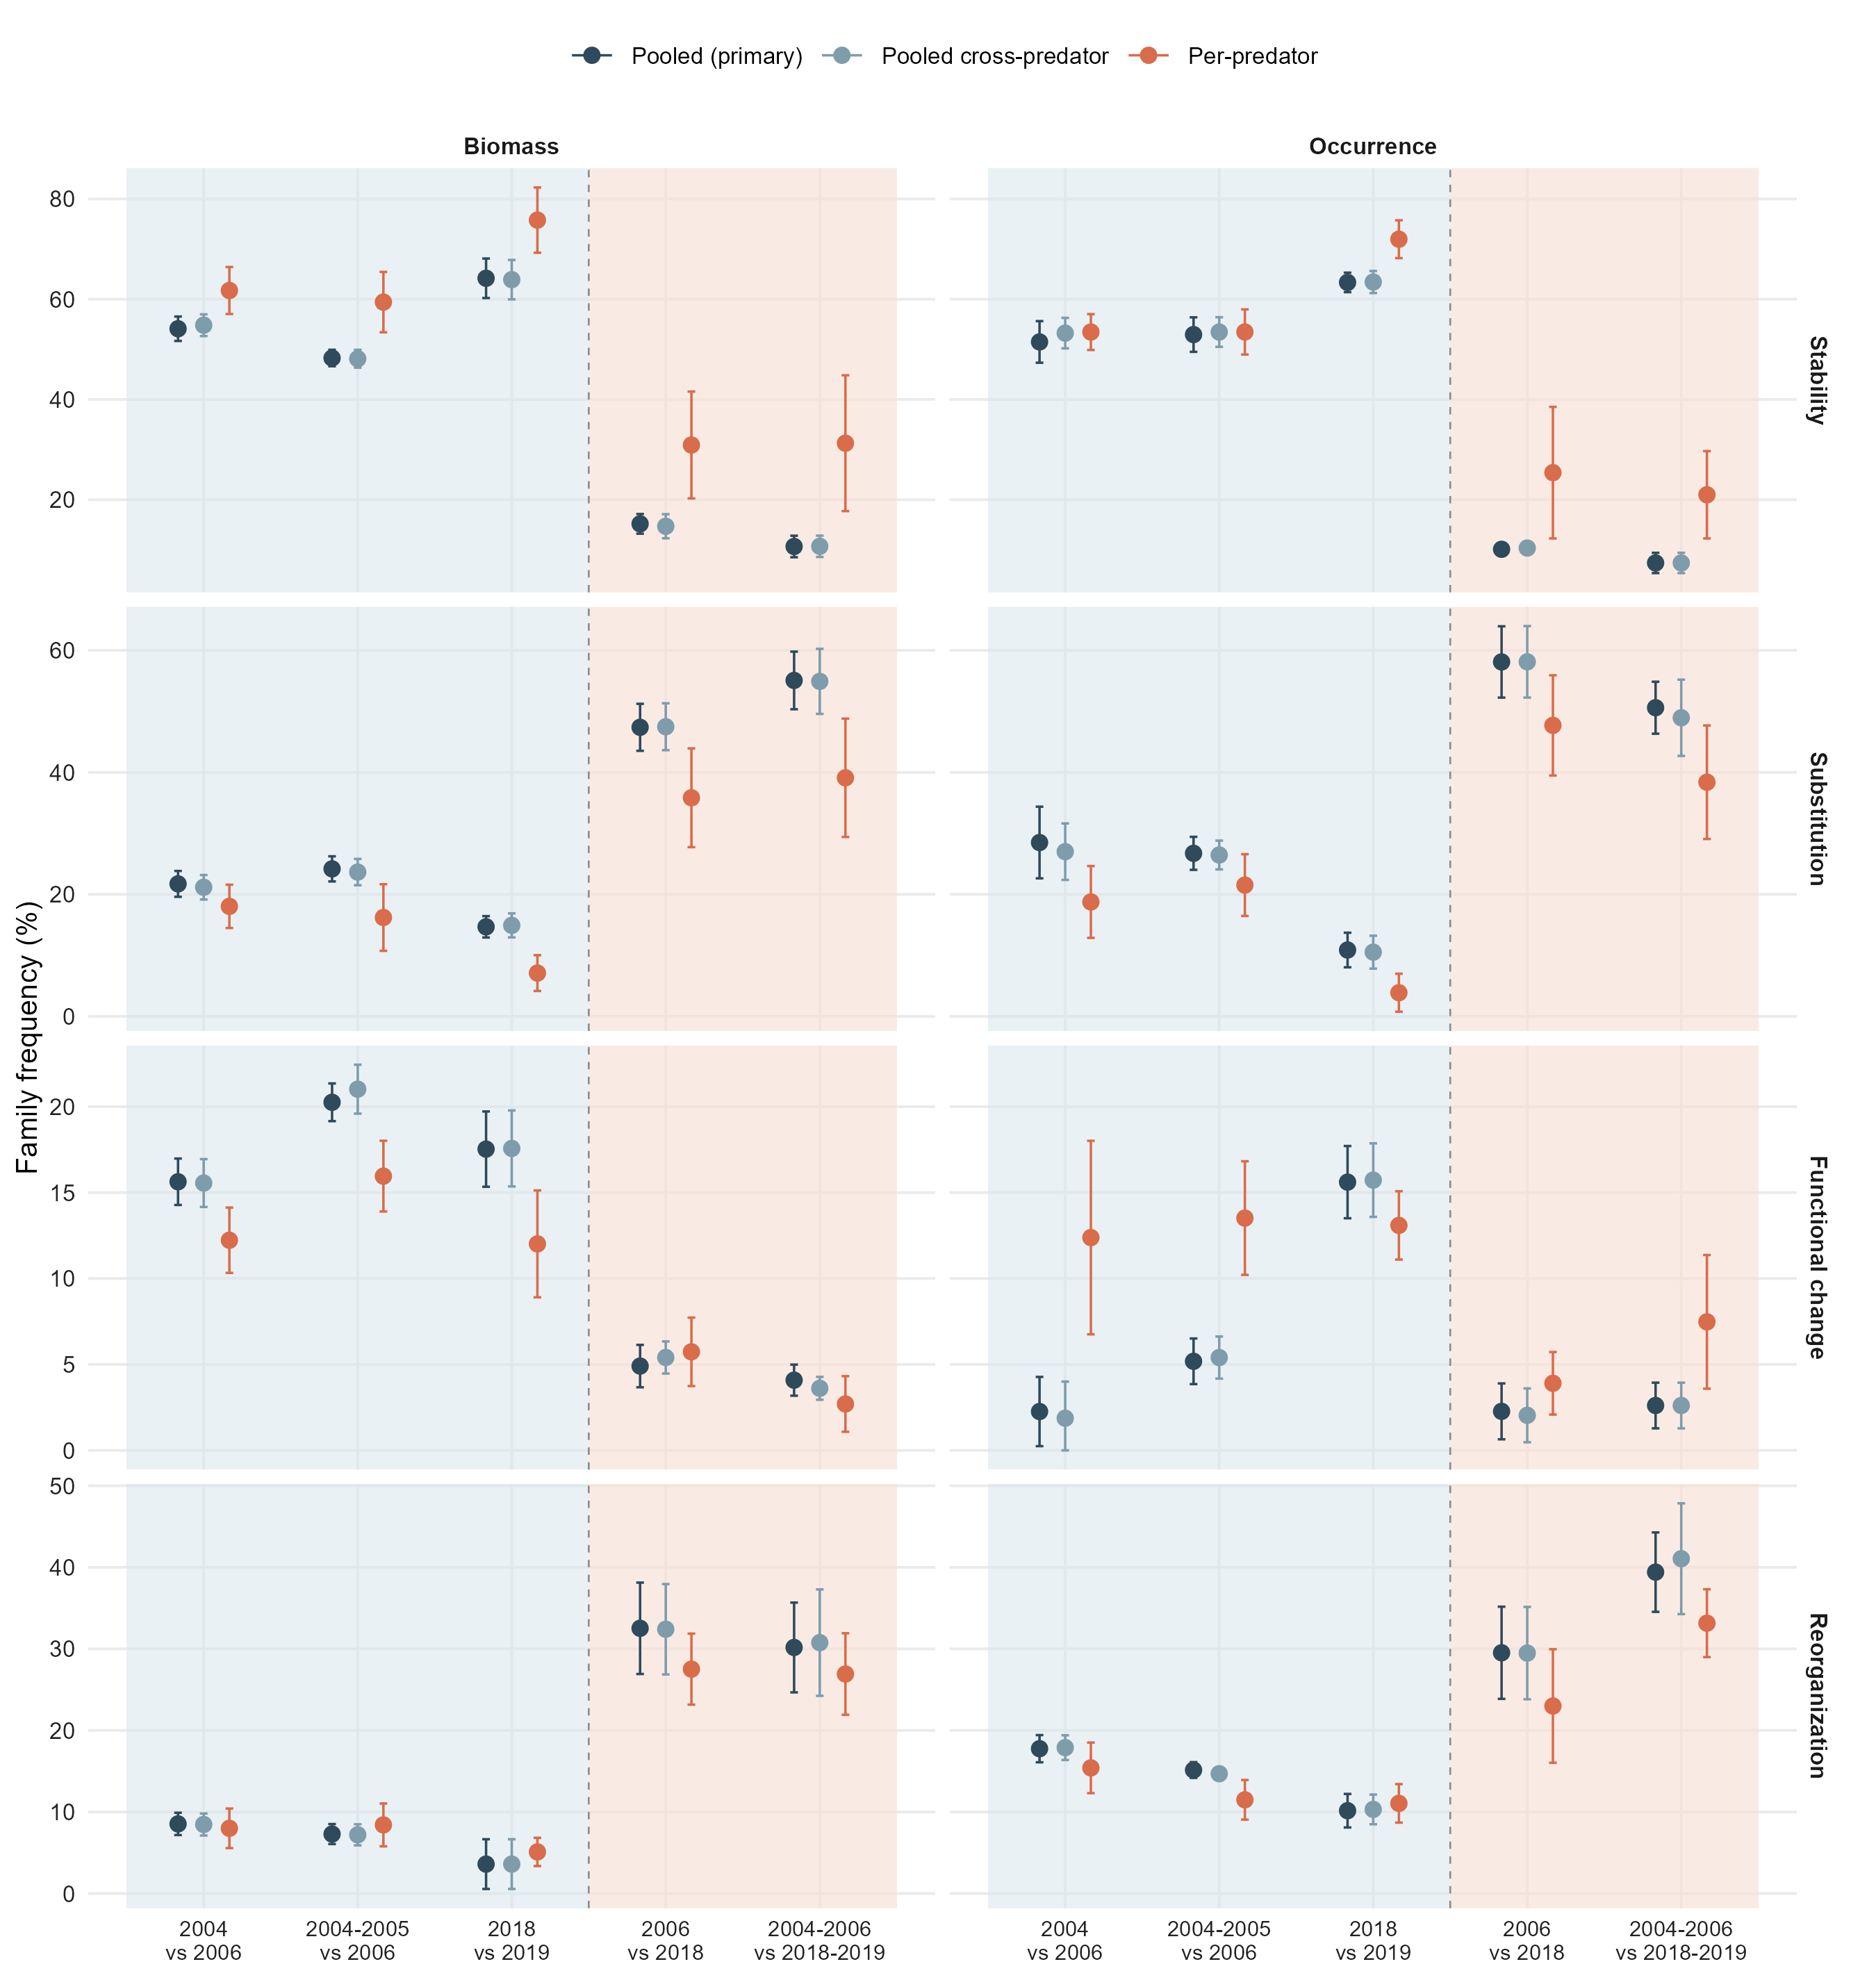 Pooled (primary) Pooled cross-predator Per-predator
Biomass Occurrence
Family frequency (%)
80
60
40
20
Stability
60
40
20
0
Substitution
20
15
10
5
0
Functional change
50
40
30
20
10
0
Reorganization
2004 2004-2005 2018 2006 2004-2006 2004 2004-2005 2018 2006 2004-2006
vs 2006 vs 2006 vs 2019 vs 2018 vs 2018-2019 vs 2006 vs 2006 vs 2019 vs 2018 vs 2018-2019